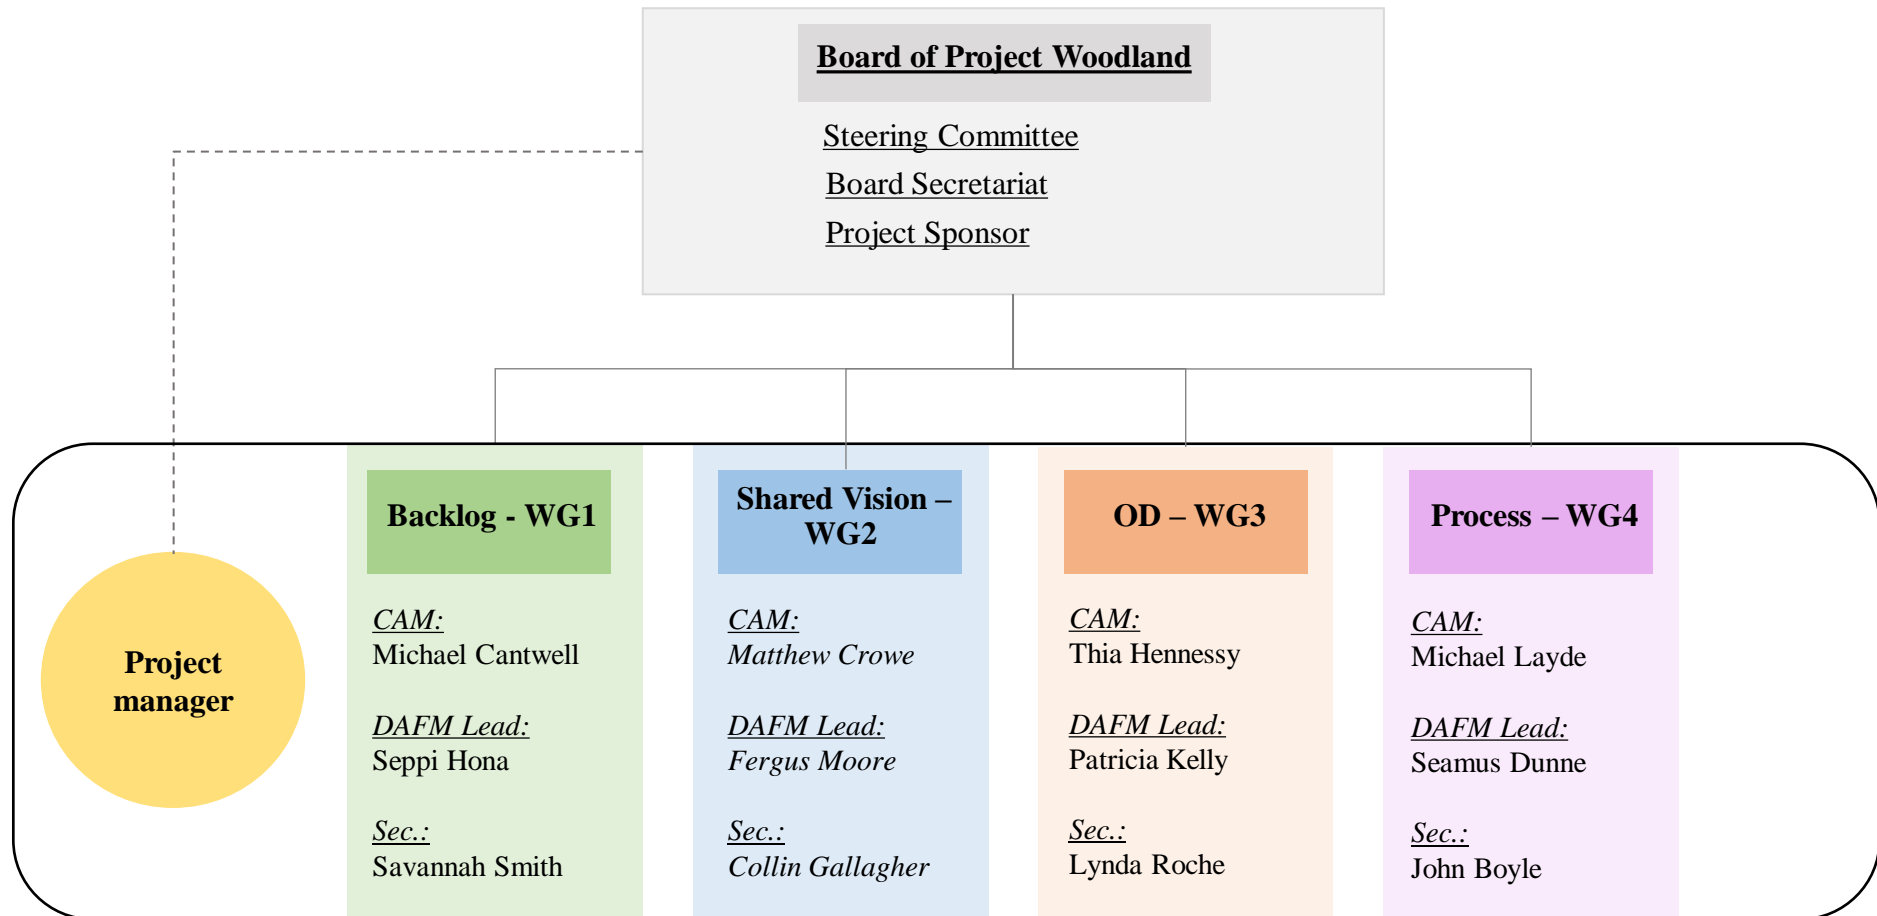 Board of Project Woodland
Steering Committee
Board Secretariat
Project Sponsor
Project
manager
Backlog - WG1
CAM:
Michael Cantwell
DAFM Lead:
Seppi Hona
Sec.:
Savannah Smith
Shared Vision –
WG2
CAM:
Matthew Crowe
DAFM Lead:
Fergus Moore
Sec.:
Collin Gallagher
OD – WG3
CAM:
Thia Hennessy
DAFM Lead:
Patricia Kelly
Sec.:
Lynda Roche
Process – WG4
CAM:
Michael Layde
DAFM Lead:
Seamus Dunne
Sec.:
John Boyle